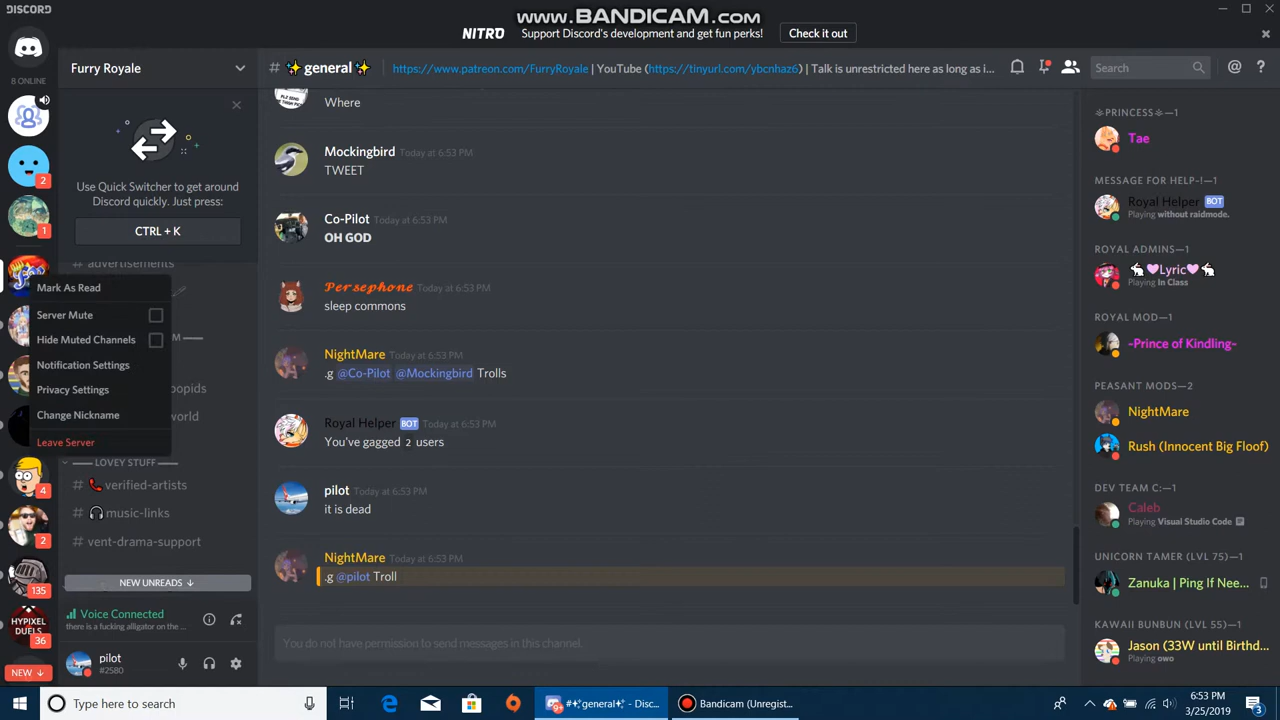 DISCORD
www.BANDICAM.com
NITRO Support Discord's development and get fun perks! Check it out
8 ONLINE
2
1
4
2
135
HYPIXEL
DUELS
36
NEW ↓
Furry Royale
Use Quick Switcher to get around
Discord quickly. Just press:
CTRL + K
advertisements
Mark As Read
Server Mute
Hide Muted Channels
Notification Settings
Privacy Settings
Change Nickname
Leave Server
LOVEY STUFF
# 📞verified-artists
# 🎧music-links
# vent-drama-support
NEW UNREADS ↓
Voice Connected
there is a fucking alligator on the ...
pilot
#2580
# ✨general✨ https://www.patreon.com/FurryRoyale | YouTube (https://tinyurl.com/ybcnhaz6) | Talk is unrestricted here as long as i...
Search
Where
Mockingbird Today at 6:53 PM
TWEET
Co-Pilot Today at 6:53 PM
OH GOD
Persephone Today at 6:53 PM
sleep commons
NightMare Today at 6:53 PM
.g @Co-Pilot @Mockingbird Trolls
Royal Helper BOT Today at 6:53 PM
You've gagged 2 users
pilot Today at 6:53 PM
it is dead
NightMare Today at 6:53 PM
.g @pilot Troll
You do not have permission to send messages in this channel.
❊PRINCESS❊—1
Tae
MESSAGE FOR HELP-!—1
Royal Helper BOT
Playing without raidmode.
ROYAL ADMINS—1
🐇💜Lyric💜🐇
Playing In Class
ROYAL MOD—1
-Prince of Kindling-
PEASANT MODS—2
NightMare
Rush (Innocent Big Floof)
DEV TEAM C:—1
Caleb
Playing Visual Studio Code
UNICORN TAMER (LVL 75)—1
Zanuka | Ping If Nee...
KAWAII BUNBUN (LVL 55)—1
Jason (33W until Birthd...
Playing owo
Type here to search
#✨general✨ - Disc...
Bandicam (Unregist...
6:53 PM
3/25/2019
3